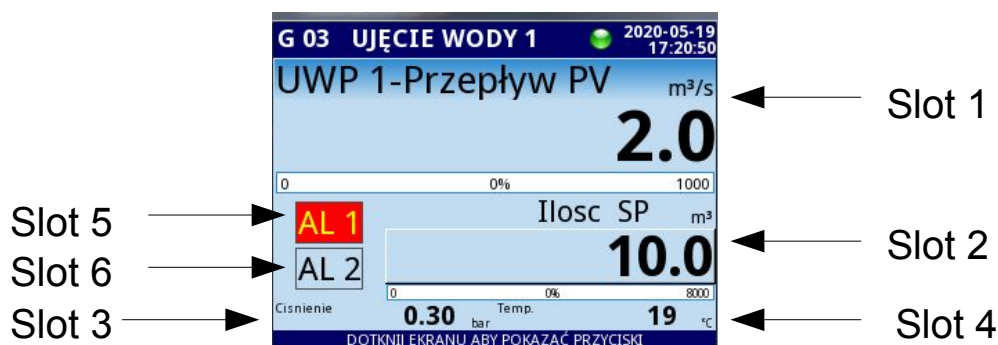 G 03 UJĘCIE WODY 1 2020-05-19
17:20:50
UWP 1-Przepływ PV m³/s
2.0
0 0% 1000
Slot 1
Slot 5
AL 1
Ilosc SP m³
10.0
Slot 2
Slot 6
AL 2
0 0% 8000
Slot 3
Cisnienie 0.30 bar Temp. 19 °C
Slot 4
DOTKNIJ EKRANU ABY POKAZAĆ PRZYCISKI